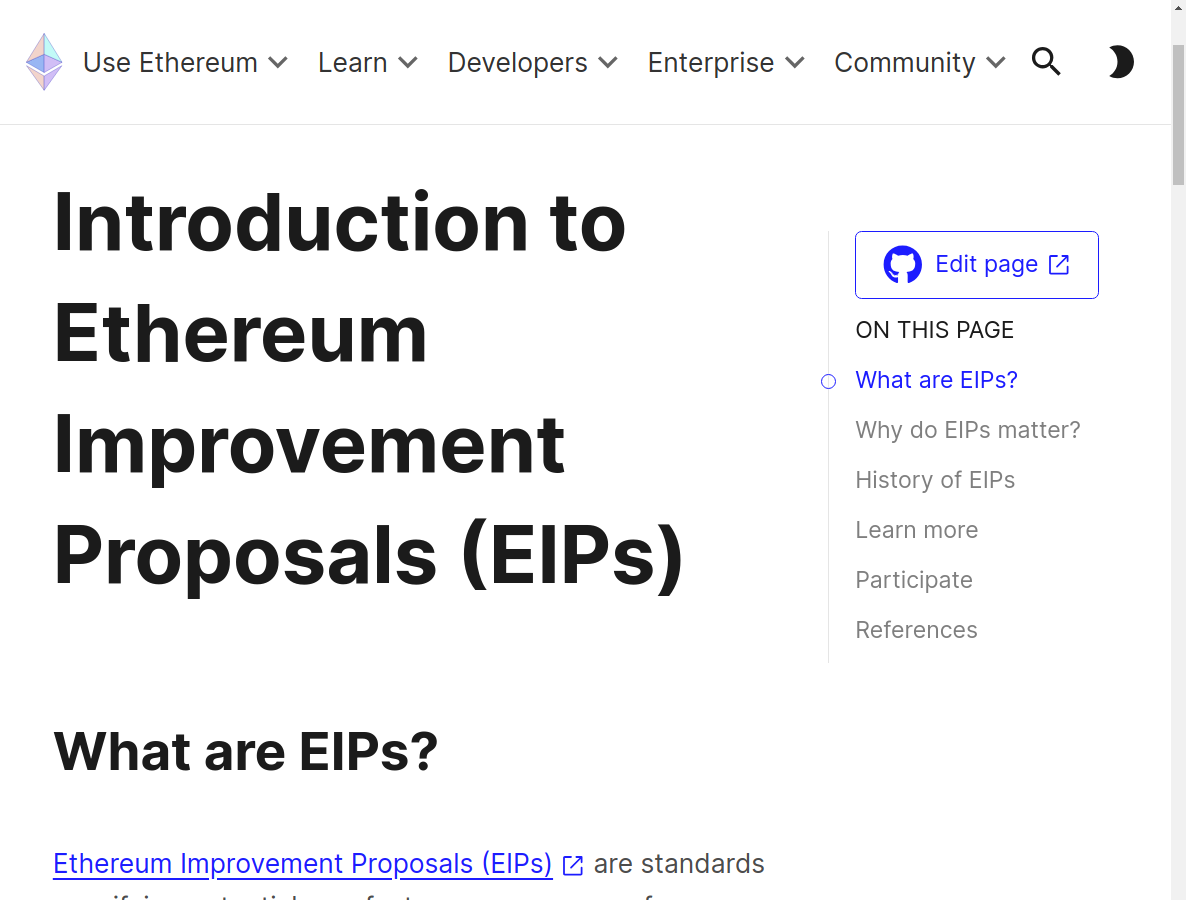 Use Ethereum Learn Developers Enterprise Community
Introduction to
Ethereum
Improvement
Proposals (EIPs)
Edit page
ON THIS PAGE
What are EIPs?
Why do EIPs matter?
History of EIPs
Learn more
Participate
References
What are EIPs?
Ethereum Improvement Proposals (EIPs) are standards